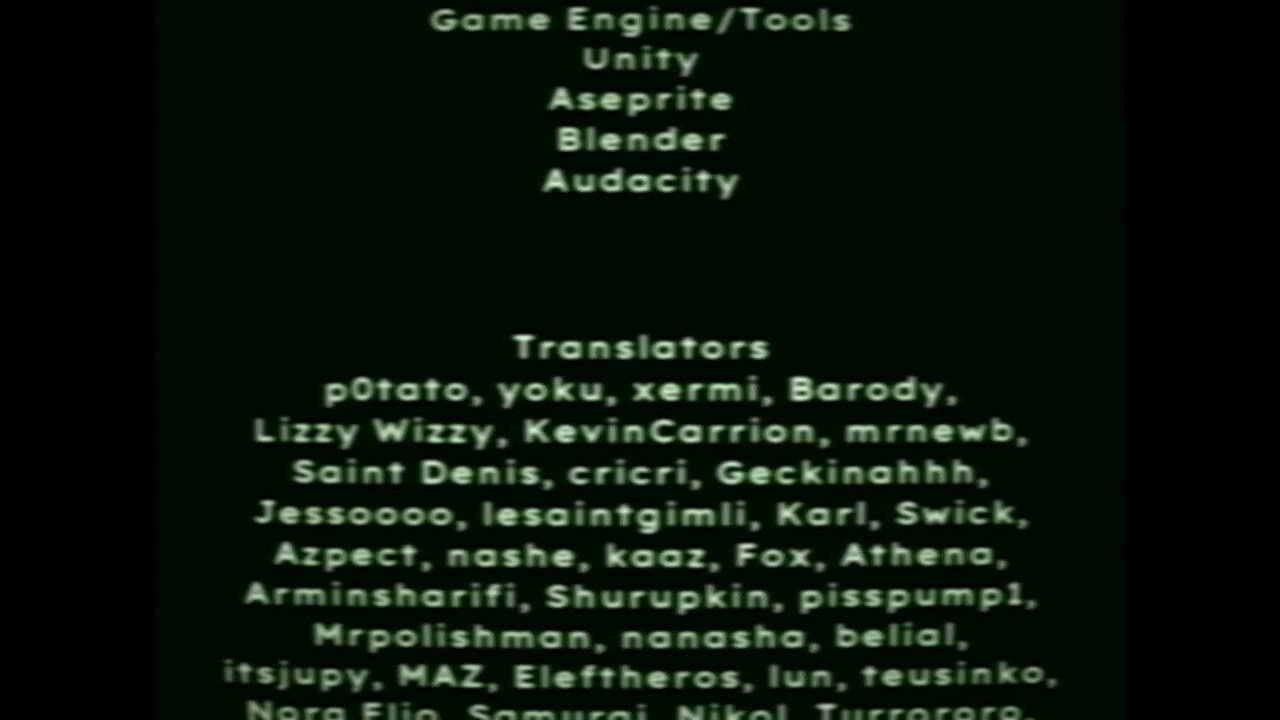 Game Engine/Tools
Unity
Aseprite
Blender
Audacity
Translators
p0tato, yoku, xermi, Barody,
Lizzy Wizzy, KevinCarrion, mrnewb,
Saint Denis, cricri, Geckinahhh,
Jessoooo, lesaintgimli, Karl, Swick,
Azpect, nashe, kaaz, Fox, Athena,
Arminsharifi, Shurupkin, pisspump1,
Mrpolishman, nanasha, belial,
itsjupy, MAZ, Eleftheros, lun, teusinko,
Samurai, Nikol,